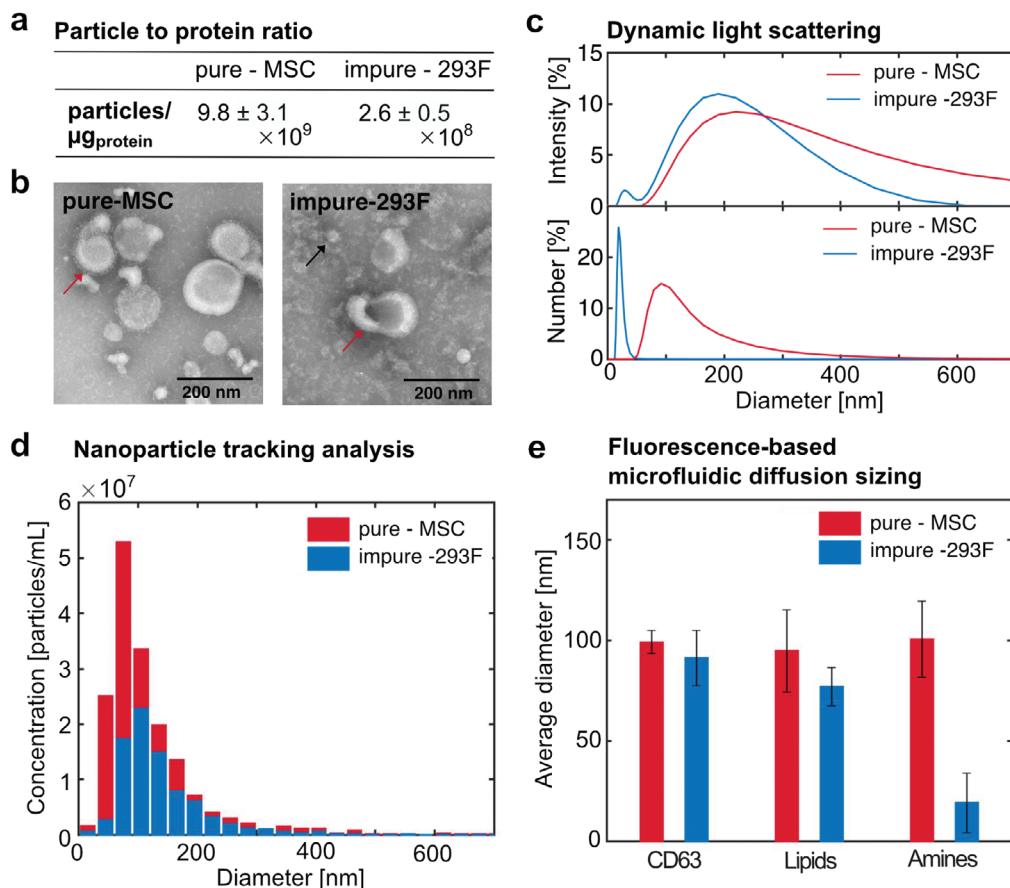 a
Particle to protein ratio
pure - MSC impure - 293F
particles/ 9.8 ± 3.1 2.6 ± 0.5
µgprotein ×10⁹ ×10⁸
b
pure-MSC
200 nm
impure-293F
200 nm
c
Dynamic light scattering
15
10
5
0
Intensity [%]
pure - MSC
impure -293F
20
10
0
Number [%]
pure - MSC
impure -293F
0 200 400 600
Diameter [nm]
d
Nanoparticle tracking analysis
×10⁷
6
5
4
3
2
1
0
Concentration [particles/mL]
pure - MSC
impure -293F
0 200 400 600
Diameter [nm]
e
Fluorescence-based
microfluidic diffusion sizing
150
100
50
0
Average diameter [nm]
pure - MSC
impure -293F
CD63 Lipids Amines